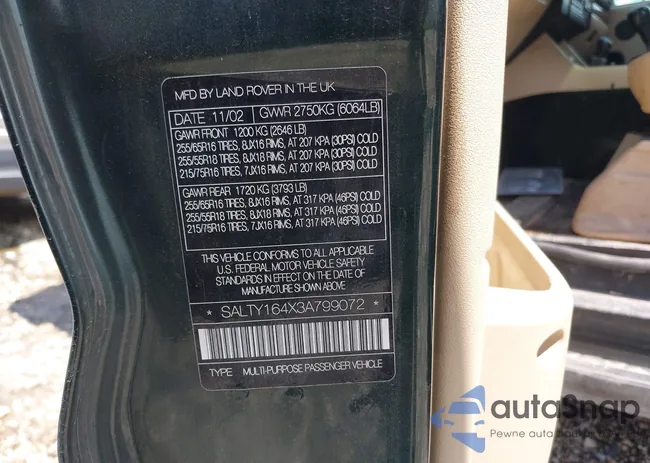 MFD BY LAND ROVER IN THE UK
DATE 11/02 GVWR 2750KG (6064LB)
GAWR FRONT 1200 KG (2646 LB)
255/65R16 TIRES, 8JX16 RIMS, AT 207 KPA (30PSI) COLD
255/55R18 TIRES, 8JX18 RIMS, AT 207 KPA (30PSI) COLD
215/75R16 TIRES, 7JX16 RIMS, AT 207 KPA (30PSI) COLD
GAWR REAR 1720 KG (3793 LB)
255/65R16 TIRES, 8JX16 RIMS, AT 317 KPA (46PSI) COLD
255/55R18 TIRES, 8JX18 RIMS, AT 317 KPA (46PSI) COLD
215/75R16 TIRES, 7JX16 RIMS, AT 317 KPA (46PSI) COLD
THIS VEHICLE CONFORMS TO ALL APPLICABLE
U.S. FEDERAL MOTOR VEHICLE SAFETY
STANDARDS IN EFFECT ON THE DATE OF
MANUFACTURE SHOWN ABOVE
* SALTY164X3A799072 *
TYPE MULTI-PURPOSE PASSENGER VEHICLE
autoSnap
Pewne auto